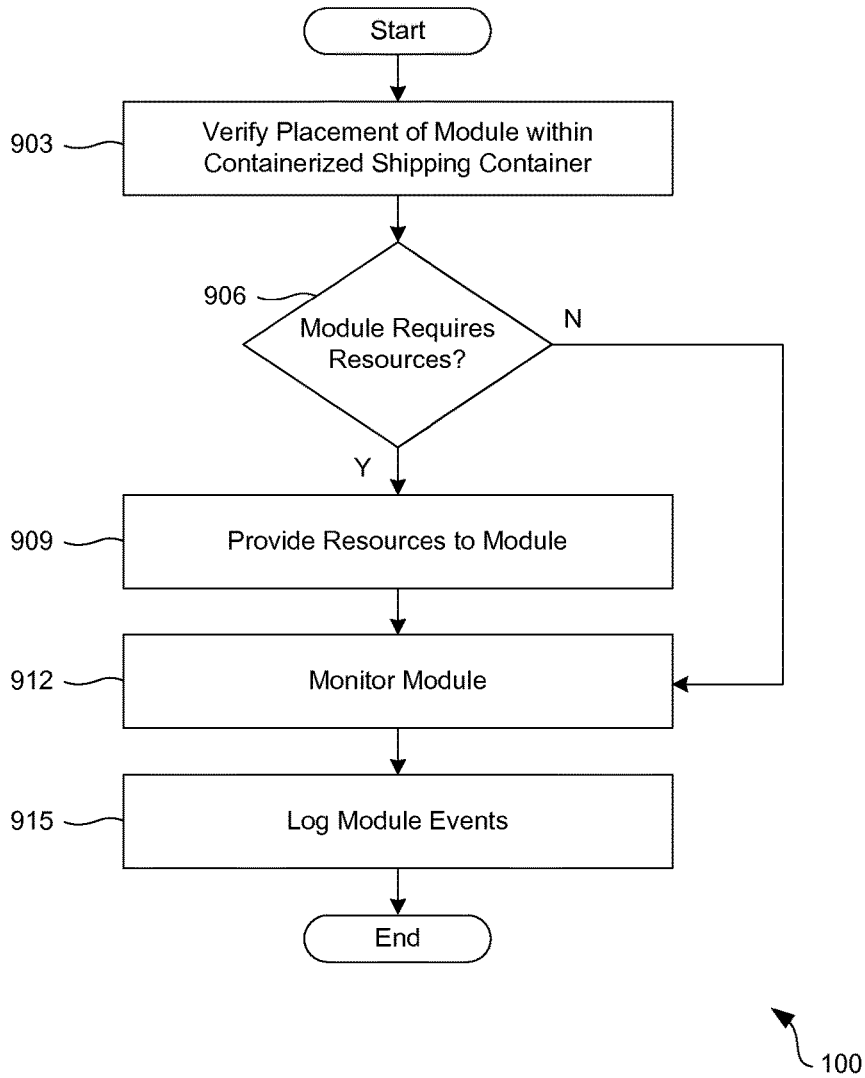 Start
903
Verify Placement of Module within
Containerized Shipping Container
906
Module Requires
Resources?
N
Y
909
Provide Resources to Module
912
Monitor Module
915
Log Module Events
End
100